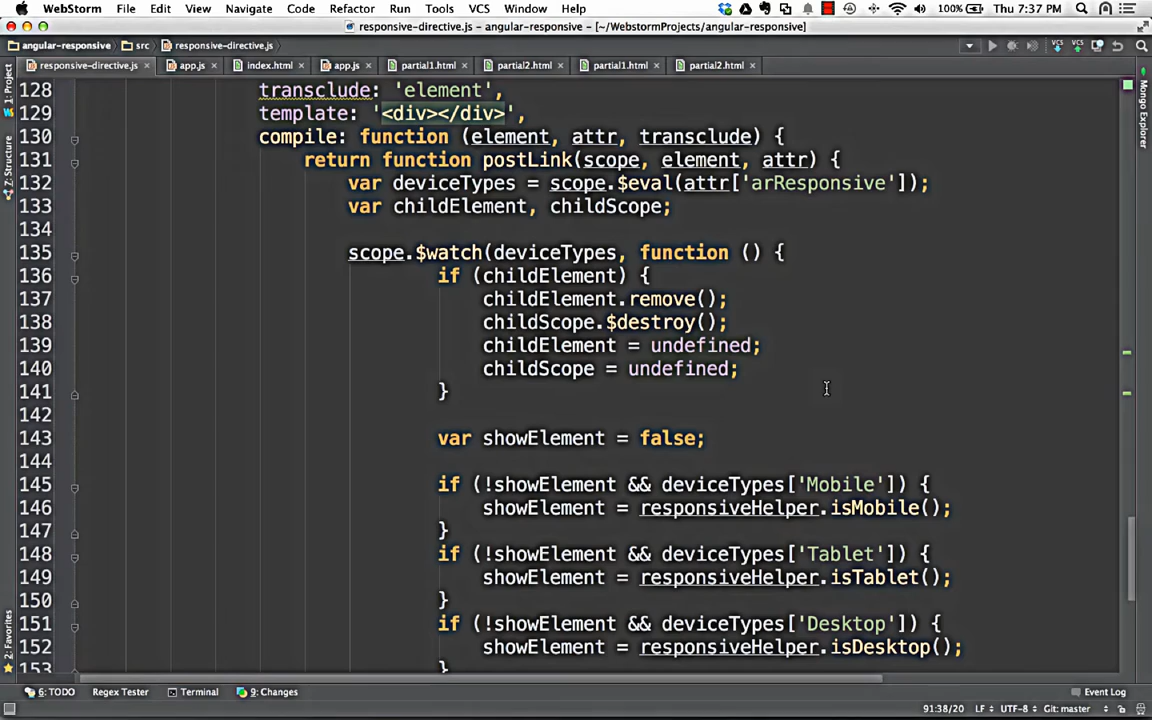 WebStorm File Edit View Navigate Code Refactor Run Tools VCS Window Help 100% Thu 7:37 PM
responsive-directive.js - angular-responsive - [~/WebstormProjects/angular-responsive]
angular-responsive src responsive-directive.js
responsive-directive.js app.js index.html app.js partial1.html partial2.html partial1.html partial2.html
1: Project
Z: Structure
2: Favorites
Mongo Explorer
128 transclude: 'element',
129 template: '<div></div>',
130 compile: function (element, attr, transclude) {
131 return function postLink(scope, element, attr) {
132 var deviceTypes = scope.$eval(attr['arResponsive']);
133 var childElement, childScope;
134
135 scope.$watch(deviceTypes, function () {
136 if (childElement) {
137 childElement.remove();
138 childScope.$destroy();
139 childElement = undefined;
140 childScope = undefined;
141 }
142
143 var showElement = false;
144
145 if (!showElement && deviceTypes['Mobile']) {
146 showElement = responsiveHelper.isMobile();
147 }
148 if (!showElement && deviceTypes['Tablet']) {
149 showElement = responsiveHelper.isTablet();
150 }
151 if (!showElement && deviceTypes['Desktop']) {
152 showElement = responsiveHelper.isDesktop();
153 }
6: TODO Regex Tester Terminal 9: Changes Event Log
91:38/20 LF UTF-8 Git: master